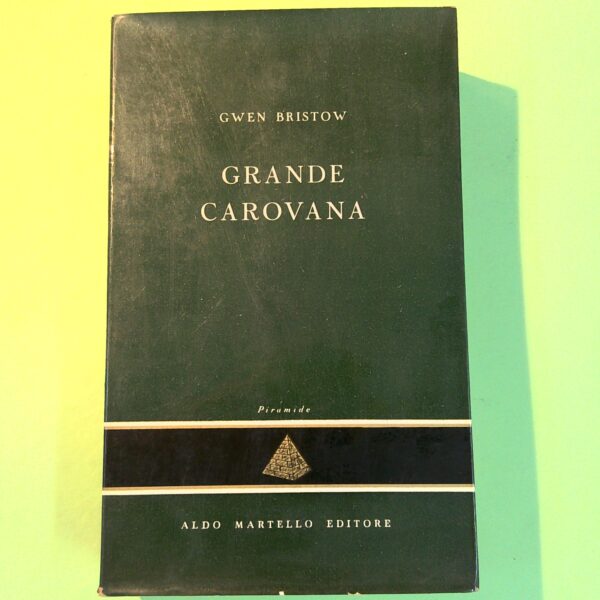 GWEN BRISTOW
GRANDE
CAROVANA
Piramide
ALDO MARTELLO EDITORE